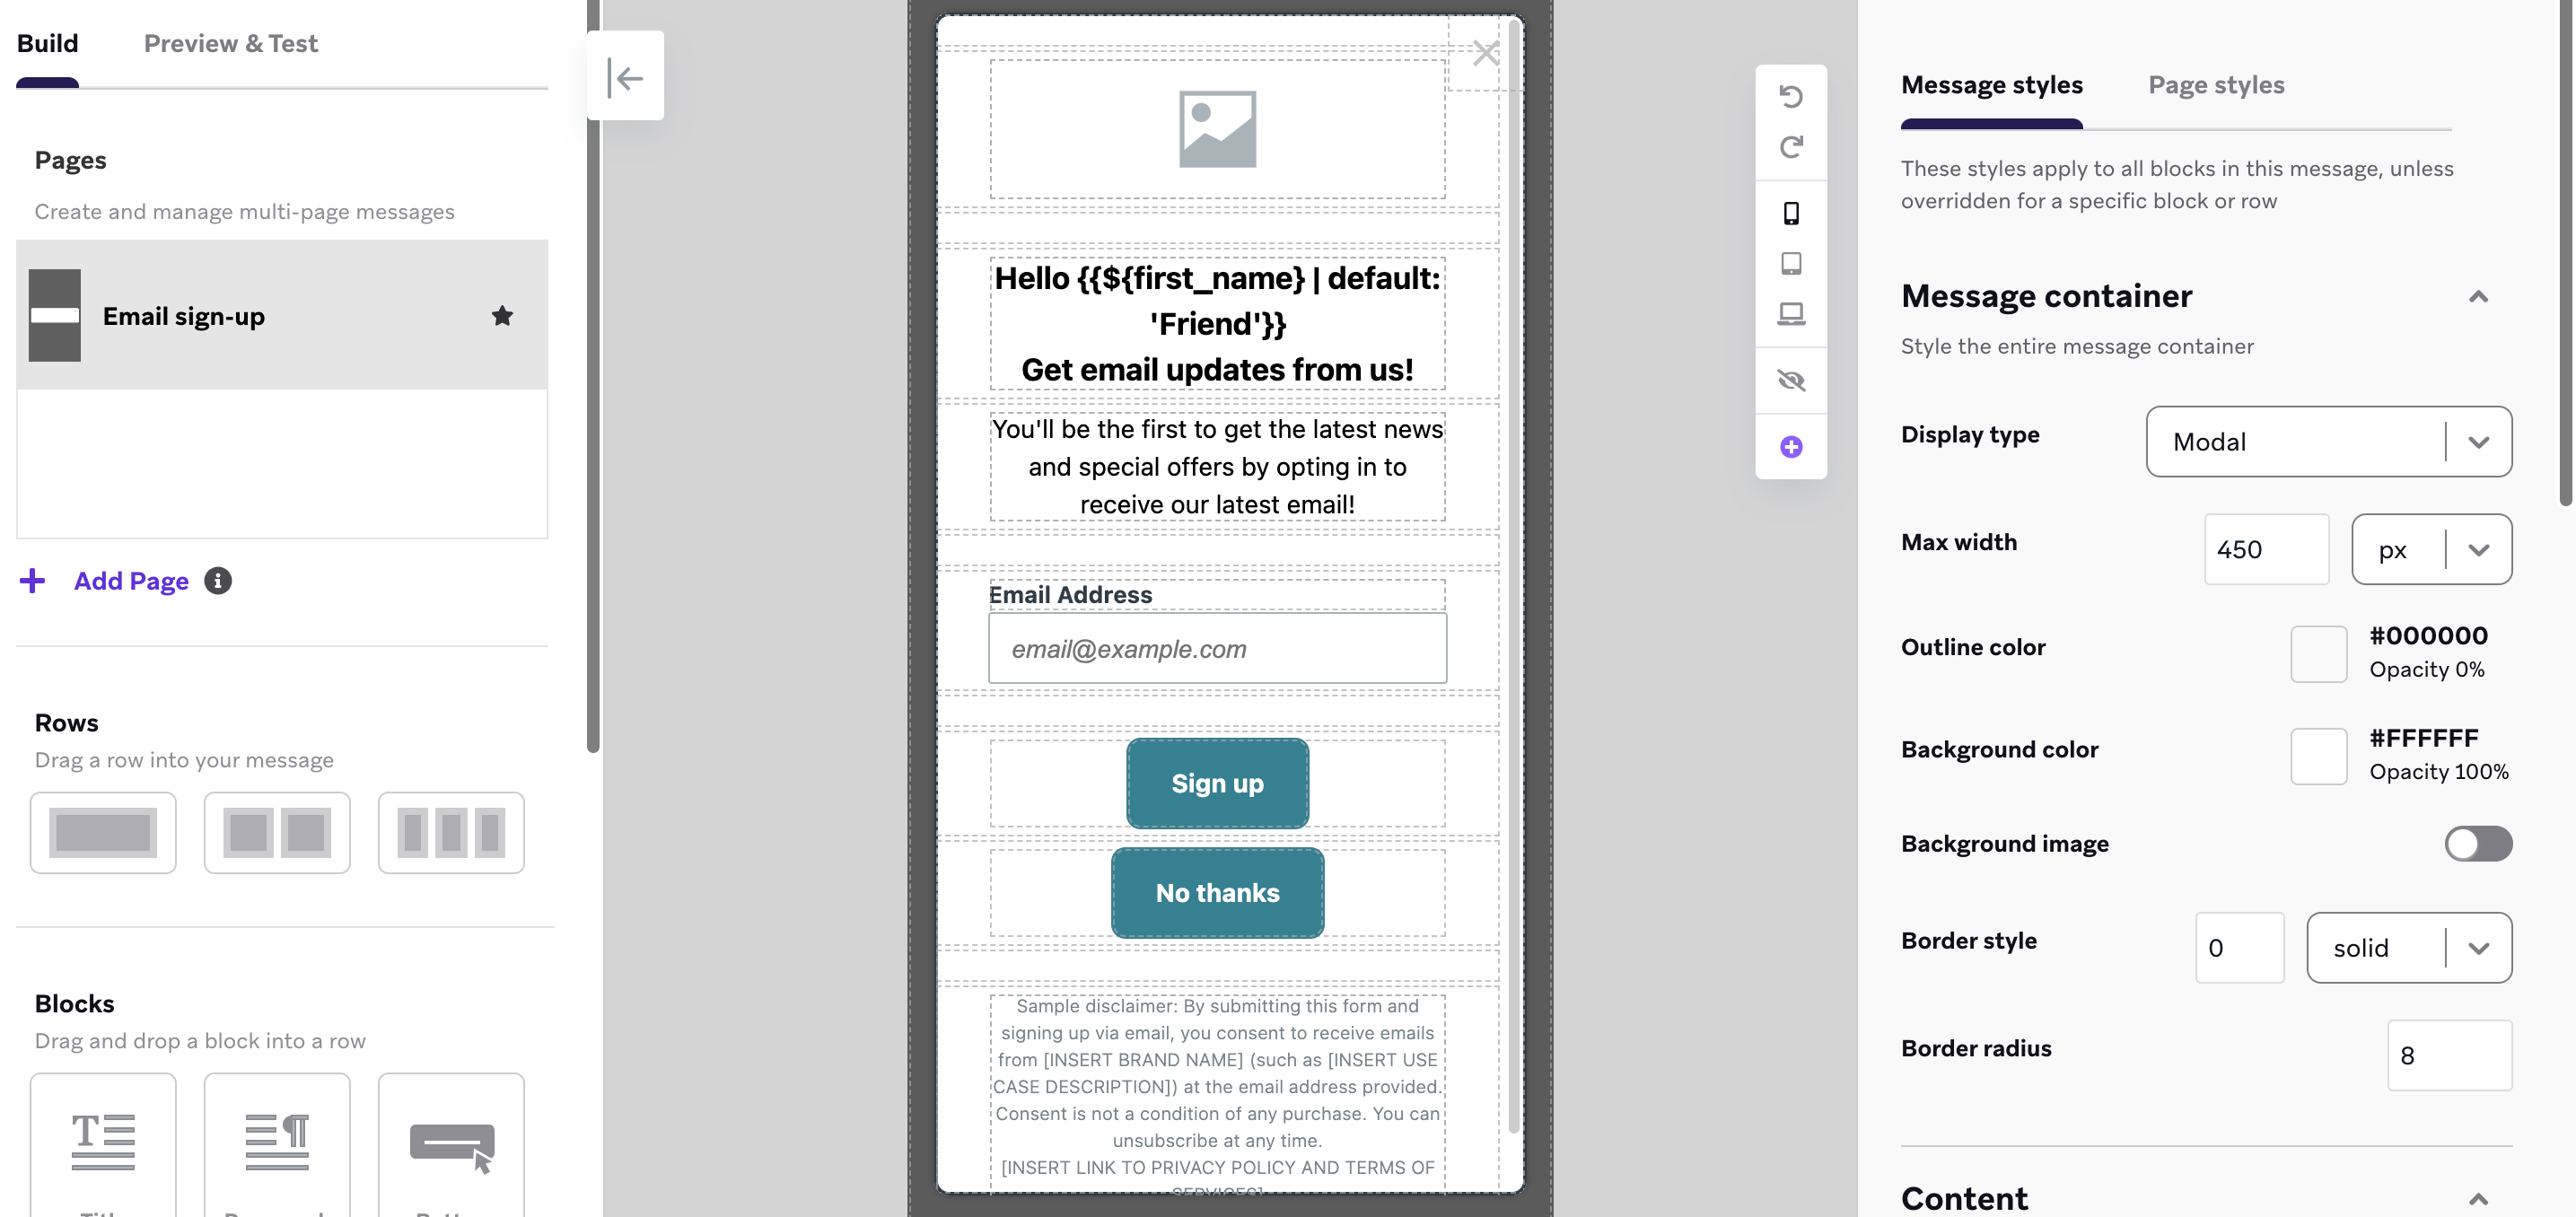 Build
Preview & Test
Pages
Create and manage multi-page messages
Email sign-up
Add Page
Rows
Drag a row into your message
Blocks
Drag and drop a block into a row
Hello {{${first_name} | default:
'Friend'}}
Get email updates from us!
You'll be the first to get the latest news
and special offers by opting in to
receive our latest email!
Email Address
email@example.com
Sign up
No thanks
Sample disclaimer: By submitting this form and
signing up via email, you consent to receive emails
from [INSERT BRAND NAME] (such as [INSERT USE
CASE DESCRIPTION]) at the email address provided.
Consent is not a condition of any purchase. You can
unsubscribe at any time.
[INSERT LINK TO PRIVACY POLICY AND TERMS OF
SERVICES]
Message styles
Page styles
These styles apply to all blocks in this message, unless
overridden for a specific block or row
Message container
Style the entire message container
Display type
Modal
Max width
450
px
Outline color
#000000
Opacity 0%
Background color
#FFFFFF
Opacity 100%
Background image
Border style
0
solid
Border radius
8
Content